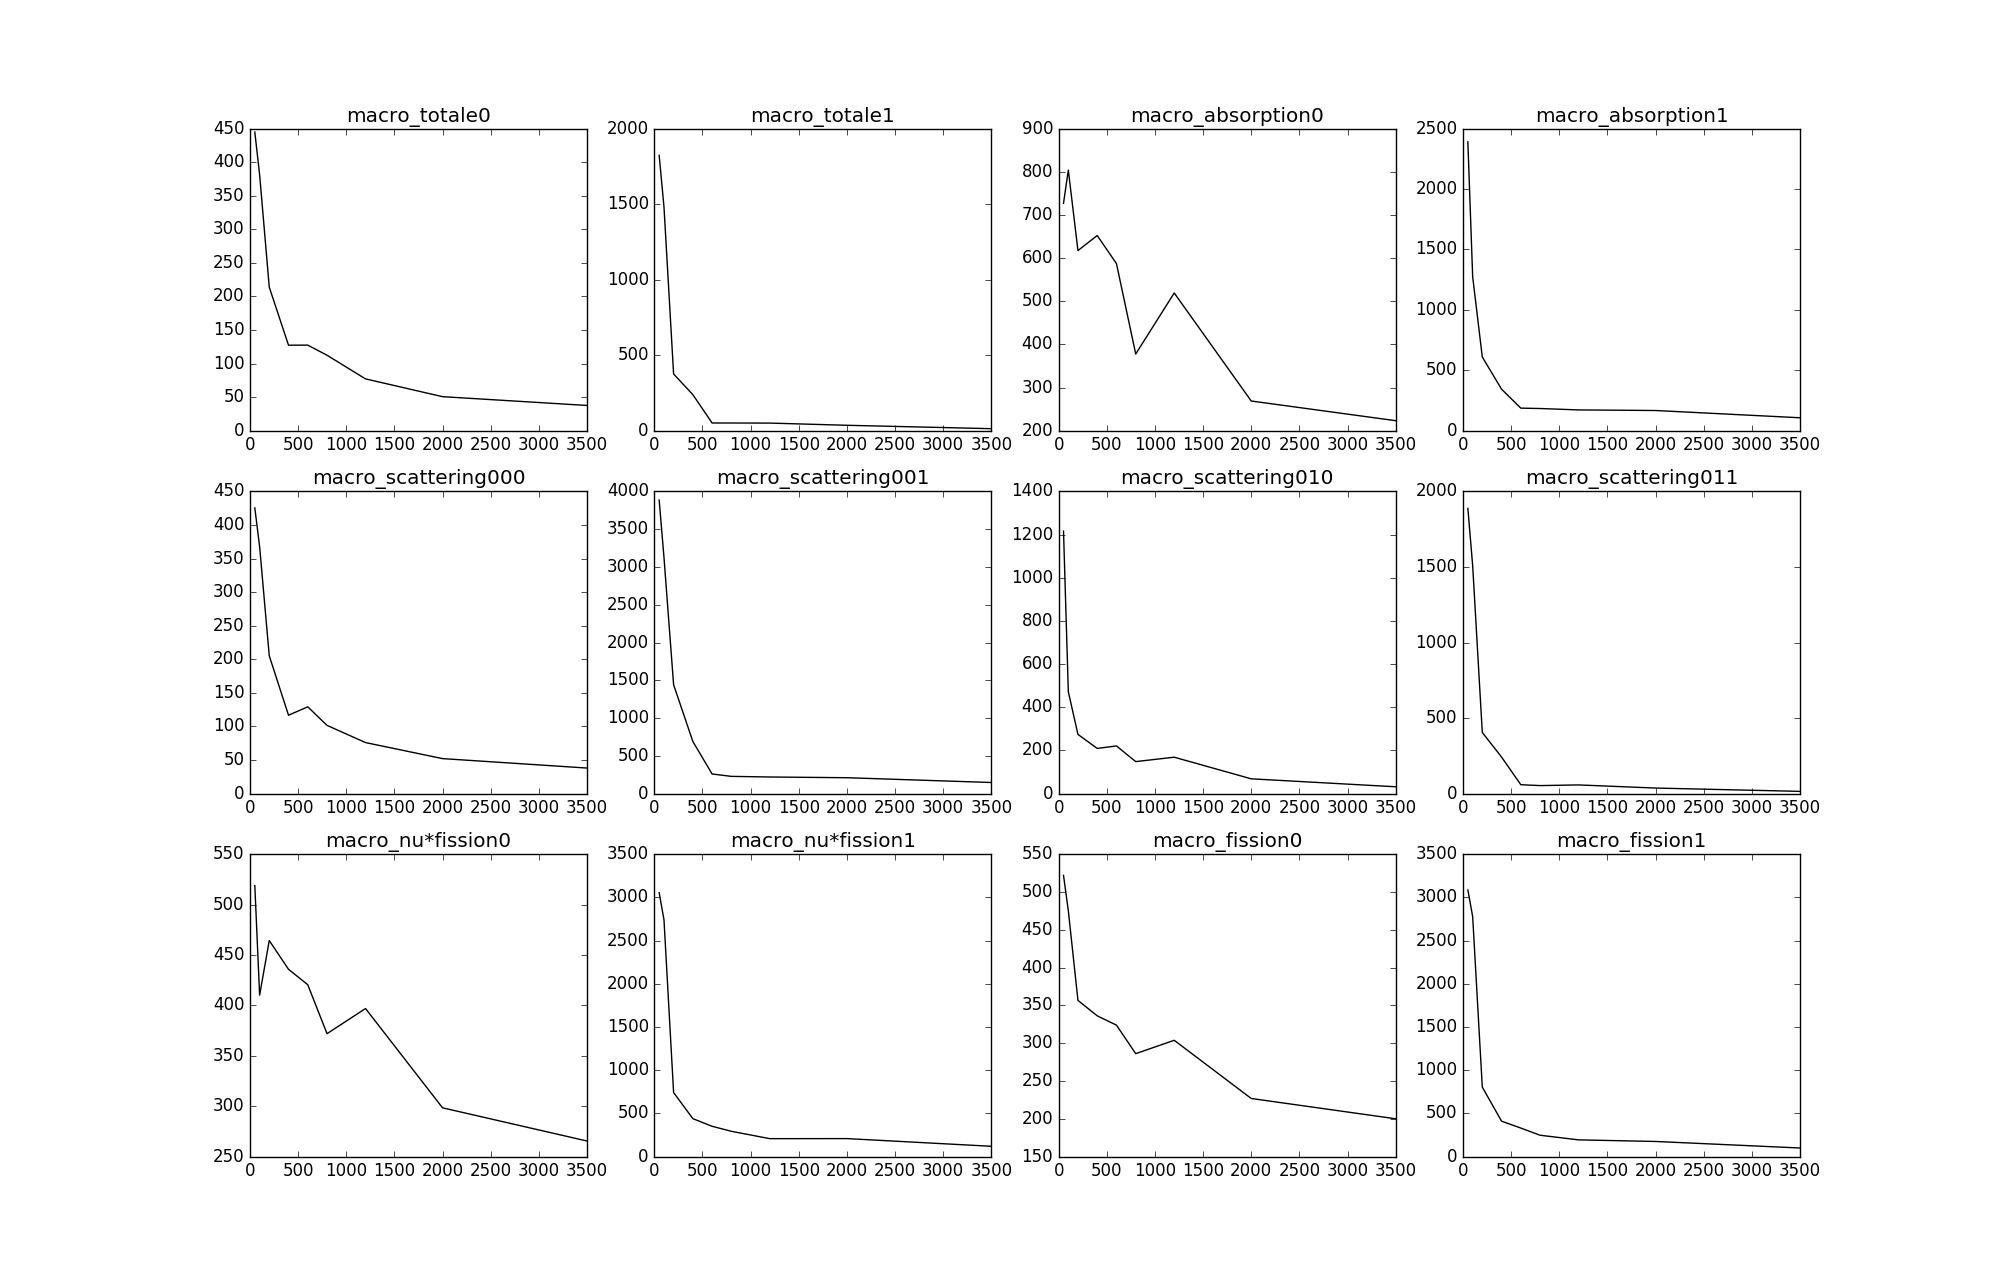 macro_totale0 macro_totale1 macro_absorption0 macro_absorption1
450 2000 900 2500
400 1500 800 2000
350 1000 700 1500
300 500 600 1000
250 0 500 500
200 400 0
150 300
100 200
50
0
0 500 1000 1500 2000 2500 3000 3500 0 500 1000 1500 2000 2500 3000 3500 0 500 1000 1500 2000 2500 3000 3500 0 500 1000 1500 2000 2500 3000 3500
macro_scattering000 macro_scattering001 macro_scattering010 macro_scattering011
450 4000 1400 2000
400 3500 1200 1500
350 3000 1000 1000
300 2500 800 500
250 2000 600 0
200 1500 400
150 1000 200
100 500 0
50 0
0
0 500 1000 1500 2000 2500 3000 3500 0 500 1000 1500 2000 2500 3000 3500 0 500 1000 1500 2000 2500 3000 3500 0 500 1000 1500 2000 2500 3000 3500
macro_nu*fission0 macro_nu*fission1 macro_fission0 macro_fission1
550 3500 550 3500
500 3000 500 3000
450 2500 450 2500
400 2000 400 2000
350 1500 350 1500
300 1000 300 1000
250 500 250 500
0 200 0
150
0 500 1000 1500 2000 2500 3000 3500 0 500 1000 1500 2000 2500 3000 3500 0 500 1000 1500 2000 2500 3000 3500 0 500 1000 1500 2000 2500 3000 3500